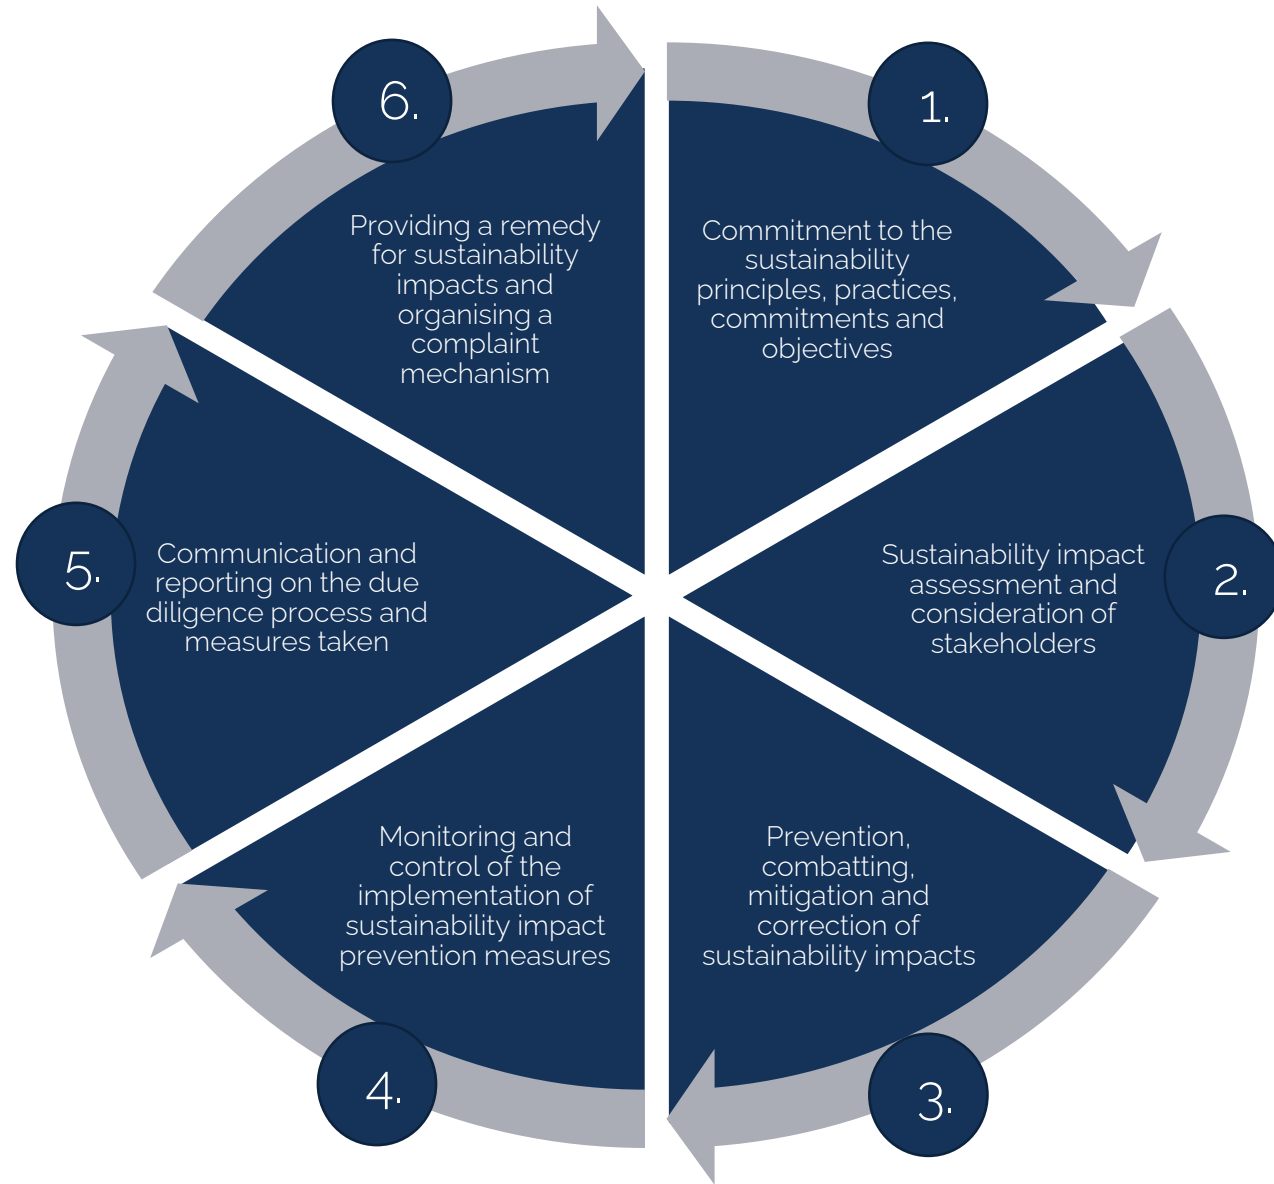 1.
Commitment to the
sustainability
principles, practices,
commitments and
objectives
2.
Sustainability impact
assessment and
consideration of
stakeholders
3.
Prevention,
combatting,
mitigation and
correction of
sustainability impacts
4.
Monitoring and
control of the
implementation of
sustainability impact
prevention measures
5.
Communication and
reporting on the due
diligence process and
measures taken
6.
Providing a remedy
for sustainability
impacts and
organising a
complaint
mechanism